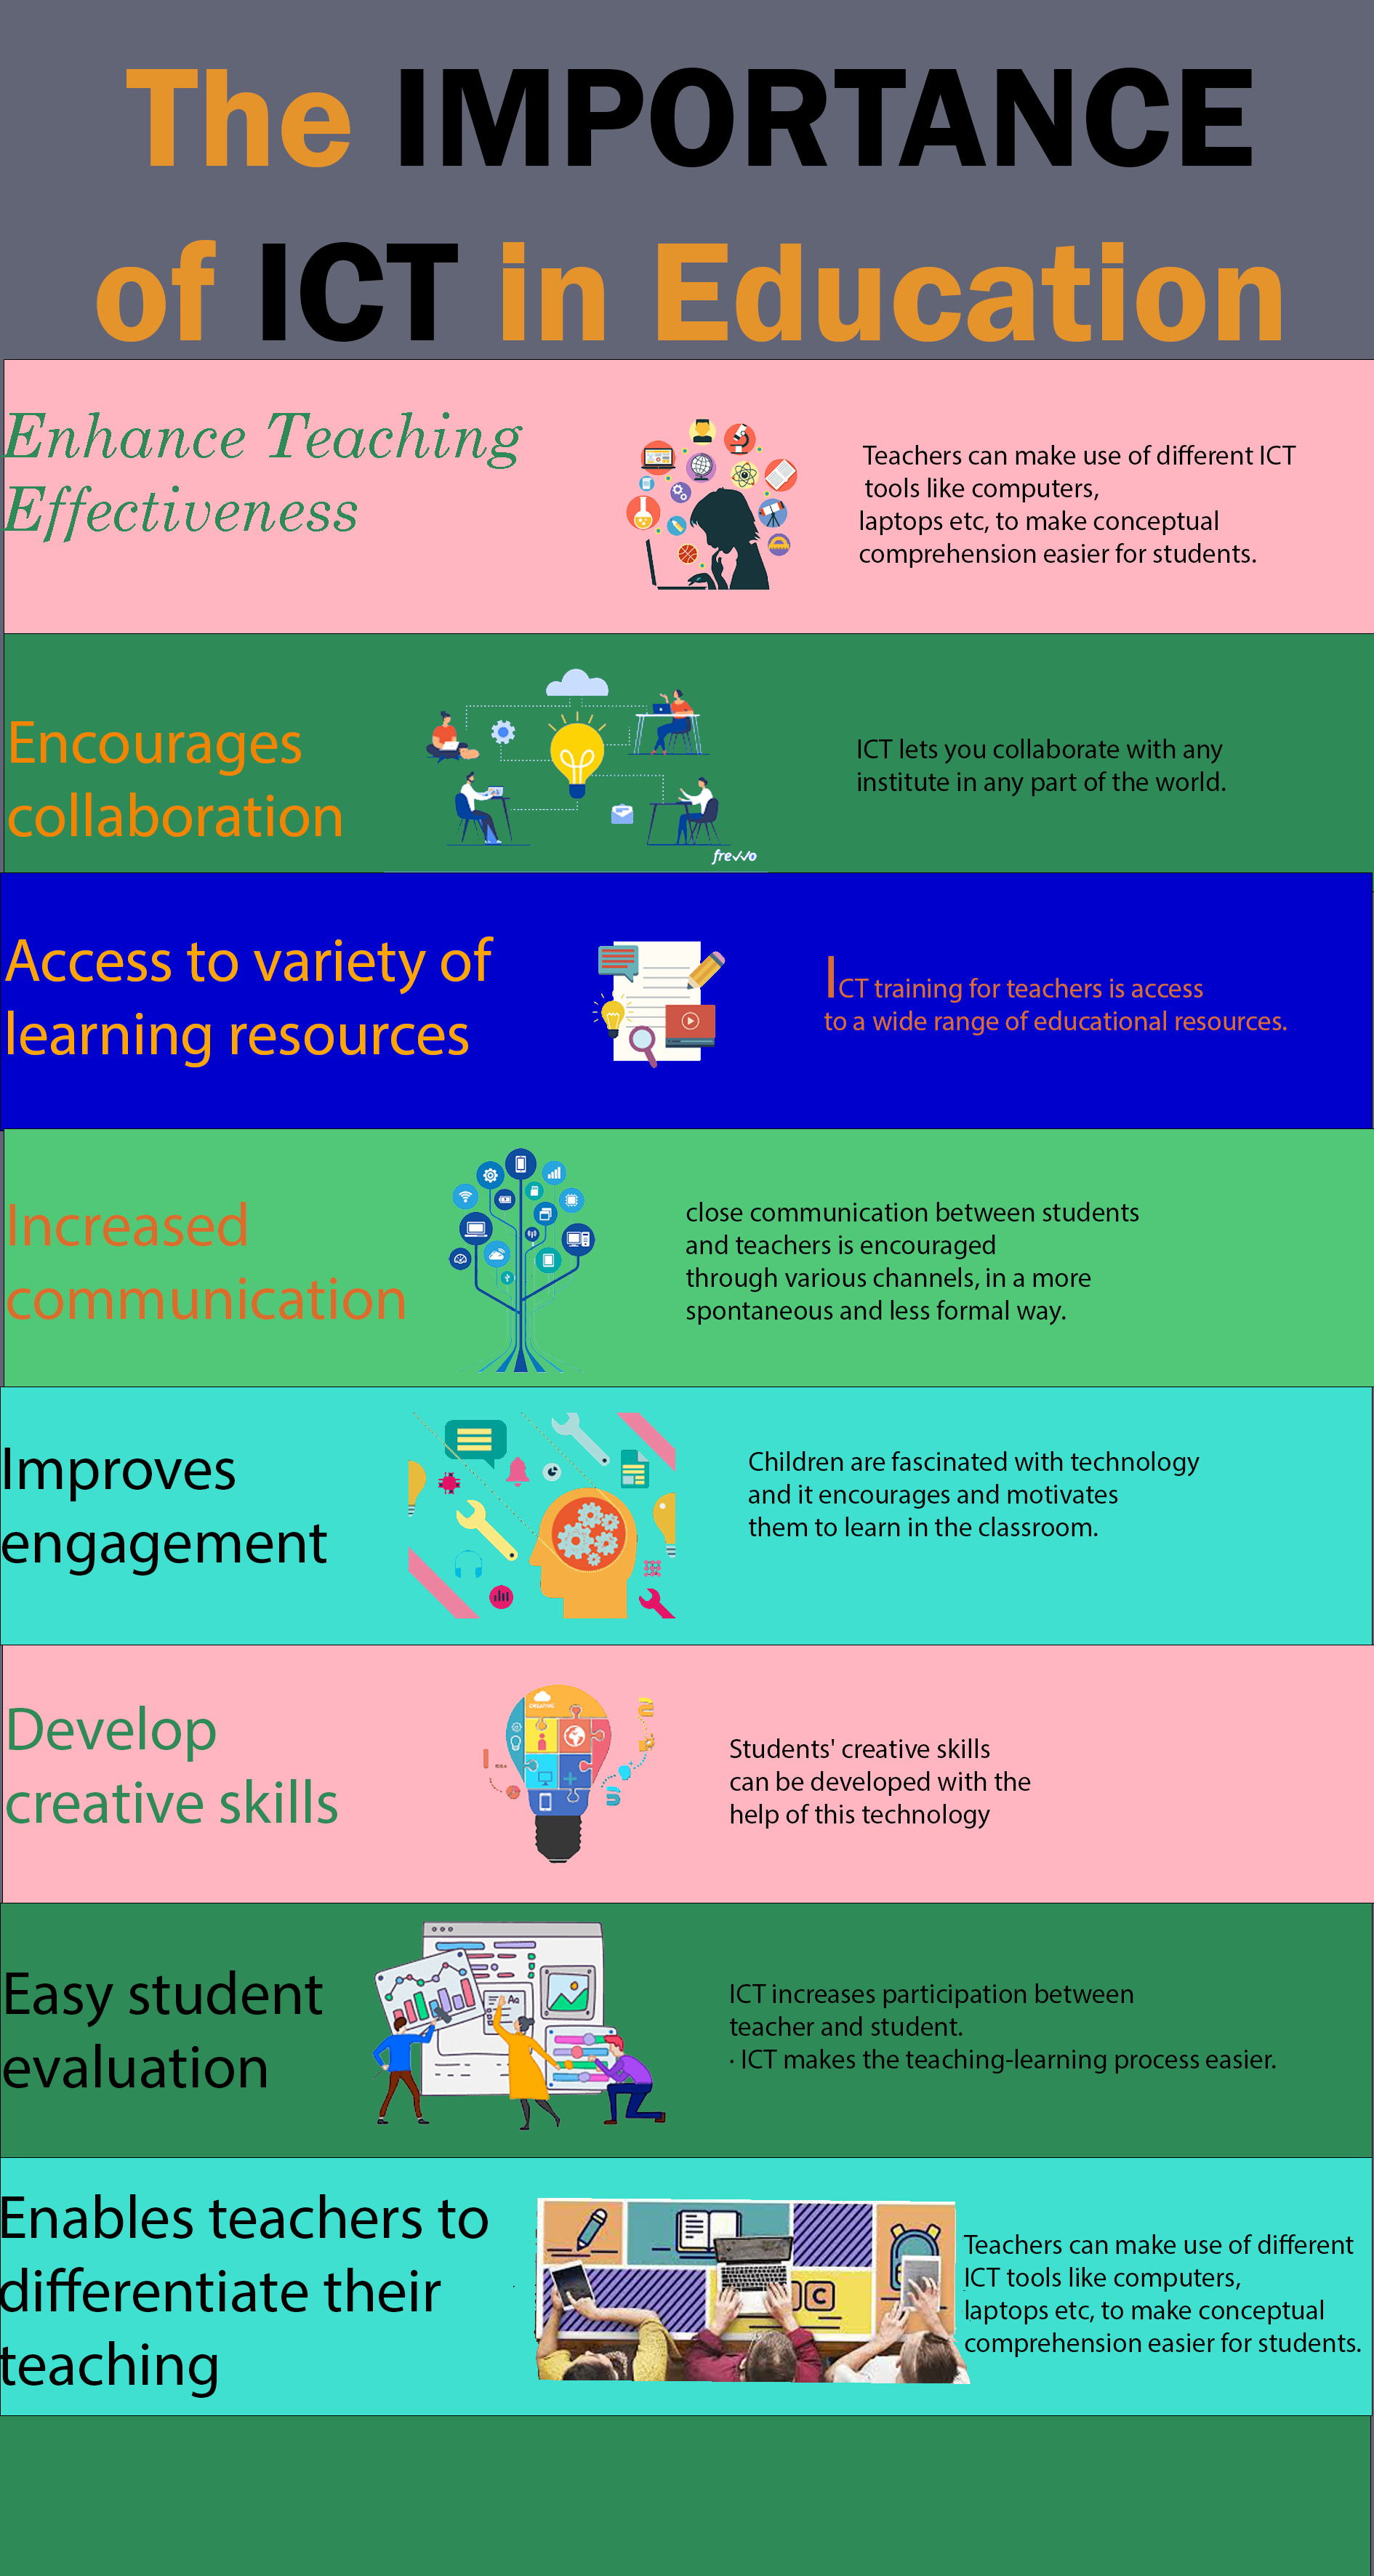 The IMPORTANCE
of ICT in Education
Enhance Teaching
Effectiveness
Teachers can make use of different ICT
tools like computers,
laptops etc, to make conceptual
comprehension easier for students.
Encourages
collaboration
frevvo
ICT lets you collaborate with any
institute in any part of the world.
Access to variety of
learning resources
ICT training for teachers is access
to a wide range of educational resources.
Increased
communication
close communication between students
and teachers is encouraged
through various channels, in a more
spontaneous and less formal way.
Improves
engagement
Children are fascinated with technology
and it encourages and motivates
them to learn in the classroom.
Develop
creative skills
CREATIVE
Students' creative skills
can be developed with the
help of this technology
Easy student
evaluation
Aa
ICT increases participation between
teacher and student.
· ICT makes the teaching-learning process easier.
Enables teachers to
differentiate their
teaching
C
Teachers can make use of different
ICT tools like computers,
laptops etc, to make conceptual
comprehension easier for students.